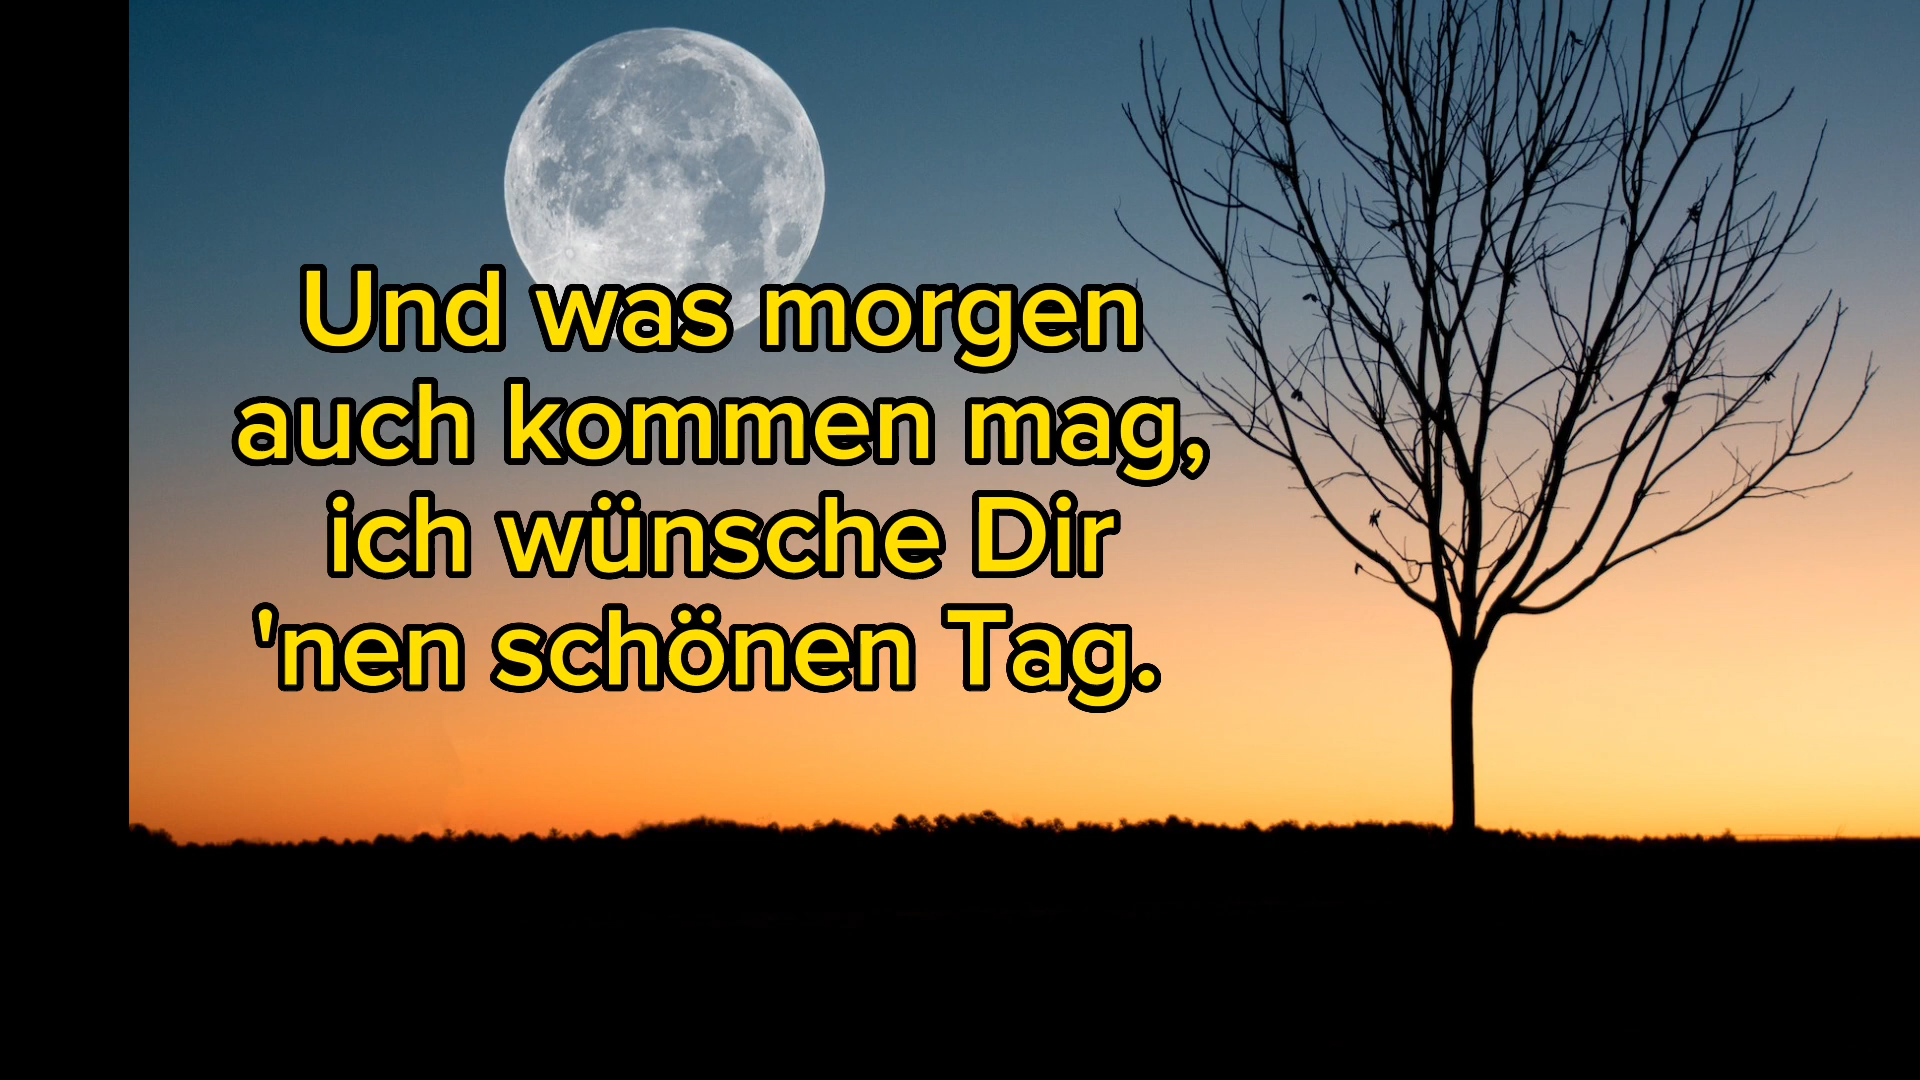 Und was morgen
auch kommen mag,
ich wünsche Dir
'nen schönen Tag.